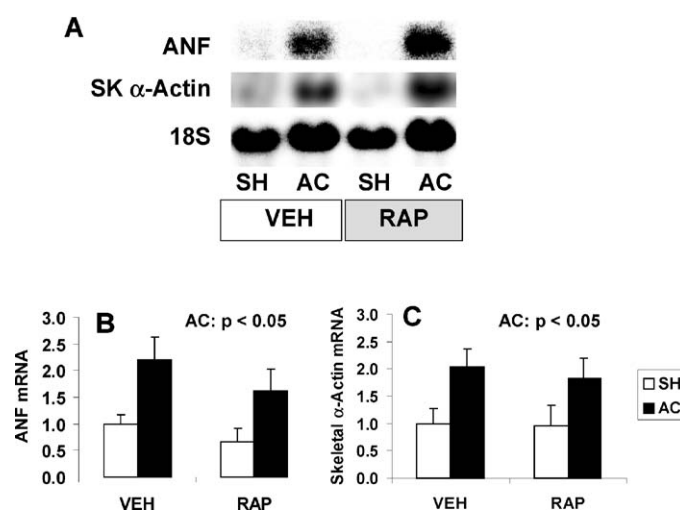 A
ANF
SK α-Actin
18S
SH AC SH AC
VEH RAP
B
AC: p < 0.05
ANF mRNA
3.0
2.5
2.0
1.5
1.0
0.5
0.0
VEH RAP
C
AC: p < 0.05
Skeletal α-Actin mRNA
3.0
2.5
2.0
1.5
1.0
0.5
0.0
VEH RAP
SH
AC